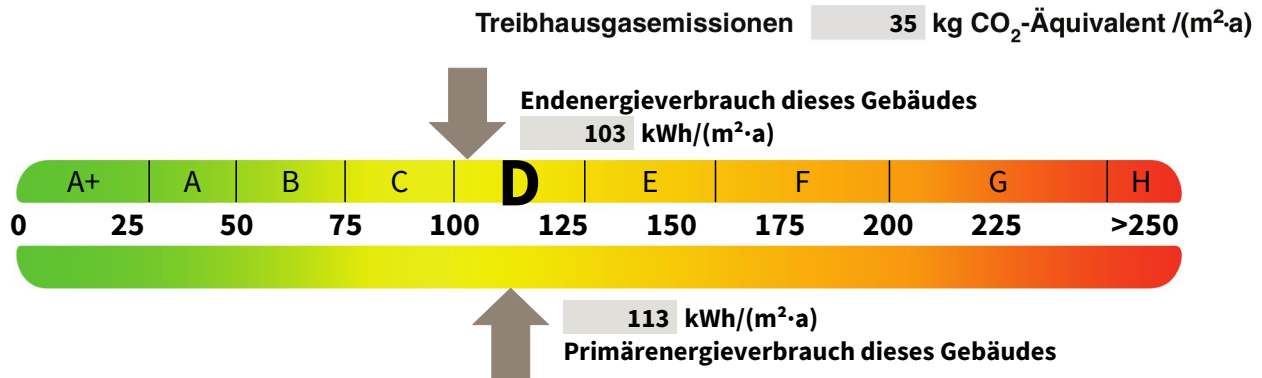 Treibhausgasemissionen 35 kg CO₂-Äquivalent /(m²·a)
Endenergieverbrauch dieses Gebäudes
103 kWh/(m²·a)
A+ A B C D E F G H
0 25 50 75 100 125 150 175 200 225 >250
113 kWh/(m²·a)
Primärenergieverbrauch dieses Gebäudes